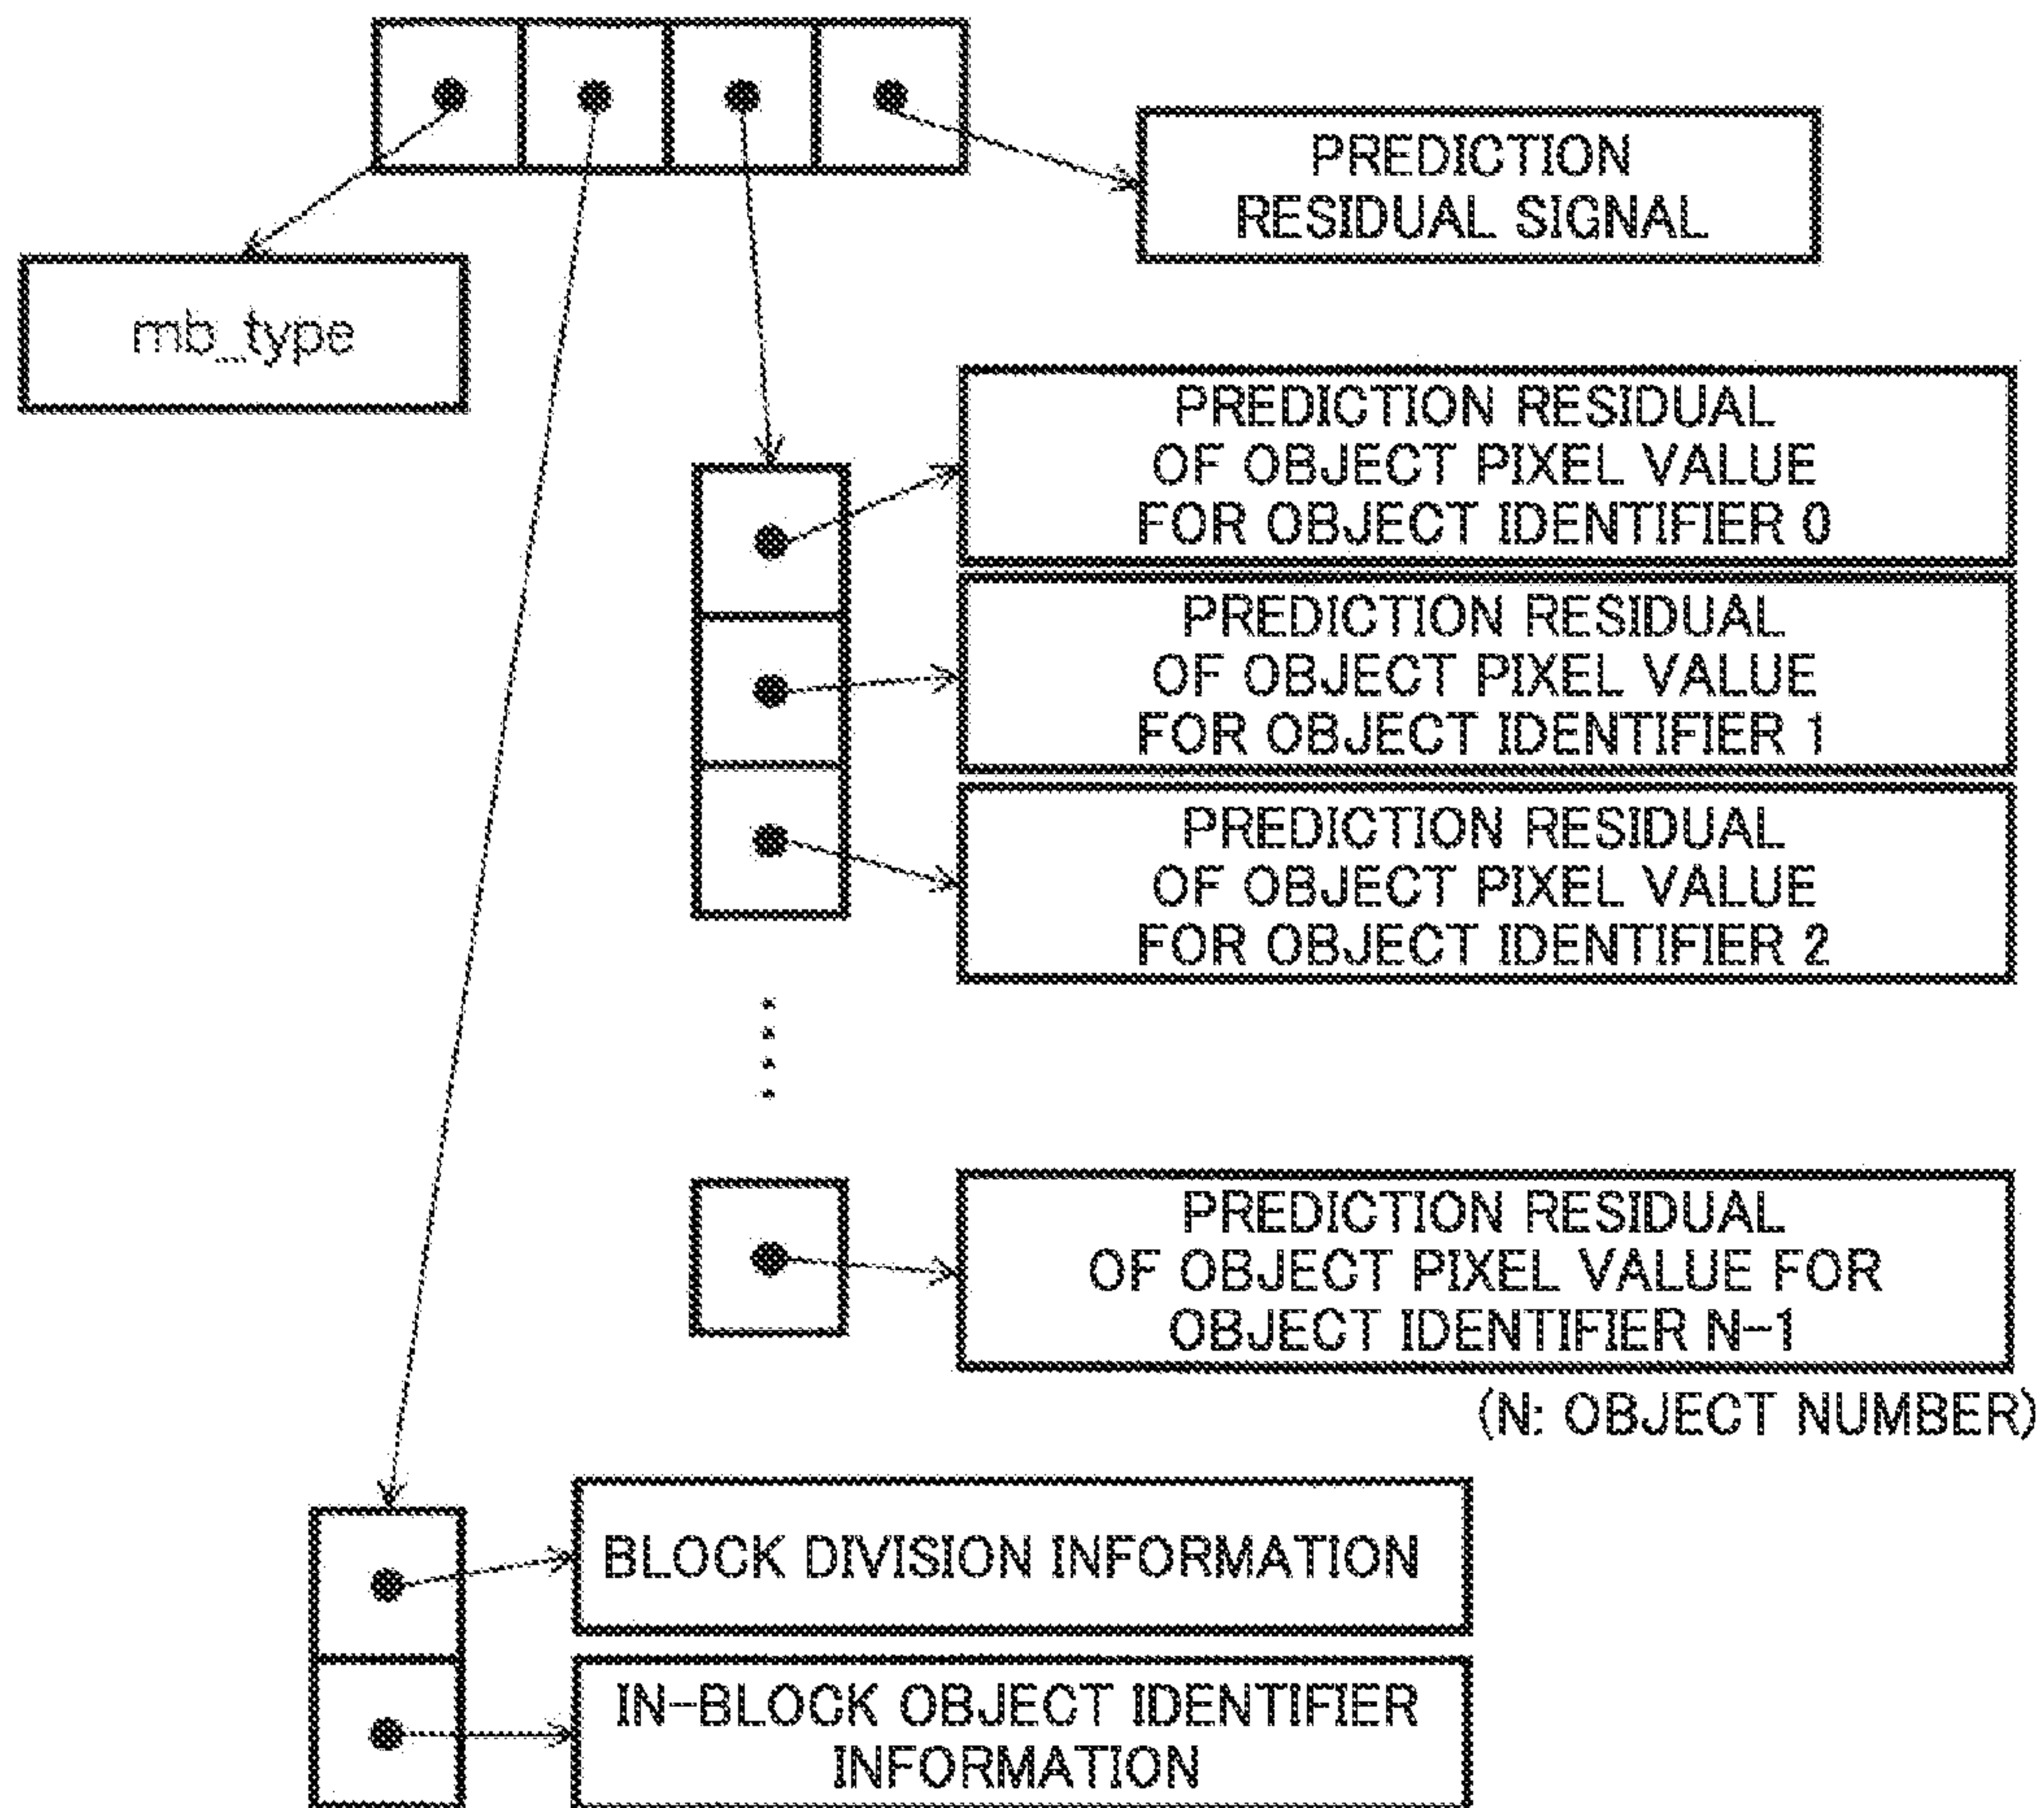 PREDICTION
RESIDUAL SIGNAL
mb_type
PREDICTION RESIDUAL
OF OBJECT PIXEL VALUE
FOR OBJECT IDENTIFIER 0
PREDICTION RESIDUAL
OF OBJECT PIXEL VALUE
FOR OBJECT IDENTIFIER 1
PREDICTION RESIDUAL
OF OBJECT PIXEL VALUE
FOR OBJECT IDENTIFIER 2
PREDICTION RESIDUAL
OF OBJECT PIXEL VALUE FOR
OBJECT IDENTIFIER N-1
(N: OBJECT NUMBER)
BLOCK DIVISION INFORMATION
IN-BLOCK OBJECT IDENTIFIER
INFORMATION